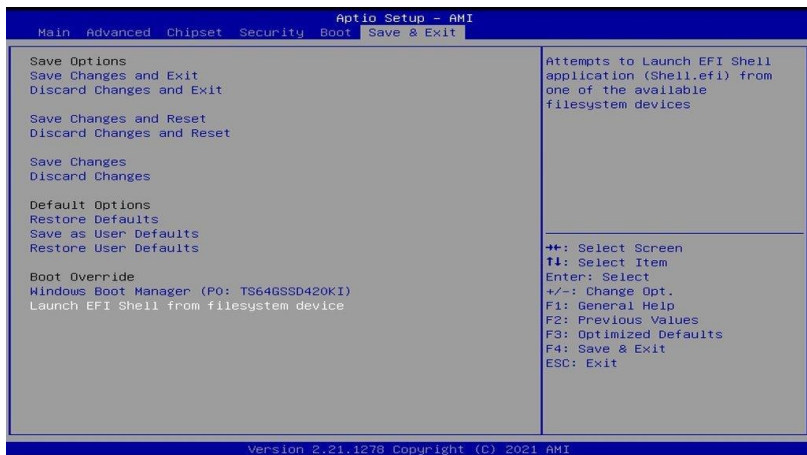 Aptio Setup – AMI
Main Advanced Chipset Security Boot Save & Exit
Save Options
Save Changes and Exit
Discard Changes and Exit
Save Changes and Reset
Discard Changes and Reset
Save Changes
Discard Changes
Default Options
Restore Defaults
Save as User Defaults
Restore User Defaults
Boot Override
Windows Boot Manager (P0: TS64GSSD420KI)
Launch EFI Shell from filesystem device
Attempts to Launch EFI Shell
application (Shell.efi) from
one of the available
filesystem devices
→←: Select Screen
↑↓: Select Item
Enter: Select
+/-: Change Opt.
F1: General Help
F2: Previous Values
F3: Optimized Defaults
F4: Save & Exit
ESC: Exit
Version 2.21.1278 Copyright (C) 2021 AMI